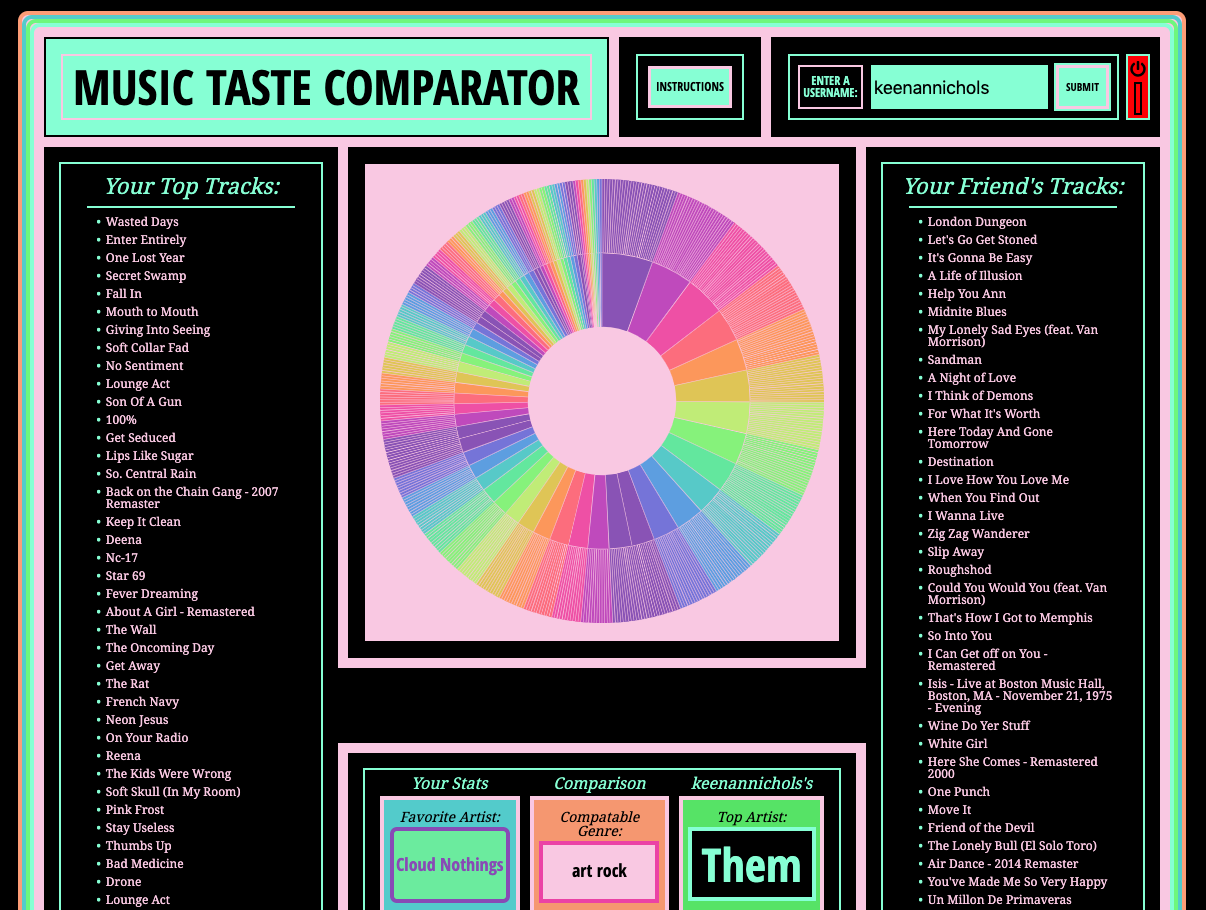 MUSIC TASTE COMPARATOR
INSTRUCTIONS
ENTER A
USERNAME:
keenannichols
SUBMIT
Your Top Tracks:
Wasted Days
Enter Entirely
One Lost Year
Secret Swamp
Fall In
Mouth to Mouth
Giving Into Seeing
Soft Collar Fad
No Sentiment
Lounge Act
Son Of A Gun
100%
Get Seduced
Lips Like Sugar
So. Central Rain
Back on the Chain Gang - 2007
Remaster
Keep It Clean
Deena
Nc-17
Star 69
Fever Dreaming
About A Girl - Remastered
The Wall
The Oncoming Day
Get Away
The Rat
French Navy
Neon Jesus
On Your Radio
Reena
The Kids Were Wrong
Soft Skull (In My Room)
Pink Frost
Stay Useless
Thumbs Up
Bad Medicine
Drone
Lounge Act
Your Stats
Favorite Artist:
Cloud Nothings
Comparison
Compatable
Genre:
art rock
keenannichols's
Top Artist:
Them
Your Friend's Tracks:
London Dungeon
Let's Go Get Stoned
It's Gonna Be Easy
A Life of Illusion
Help You Ann
Midnite Blues
My Lonely Sad Eyes (feat. Van
Morrison)
Sandman
A Night of Love
I Think of Demons
For What It's Worth
Here Today And Gone
Tomorrow
Destination
I Love How You Love Me
When You Find Out
I Wanna Live
Zig Zag Wanderer
Slip Away
Roughshod
Could You Would You (feat. Van
Morrison)
That's How I Got to Memphis
So Into You
I Can Get off on You -
Remastered
Isis - Live at Boston Music Hall,
Boston, MA - November 21, 1975
- Evening
Wine Do Yer Stuff
White Girl
Here She Comes - Remastered
2000
One Punch
Move It
Friend of the Devil
The Lonely Bull (El Solo Toro)
Air Dance - 2014 Remaster
You've Made Me So Very Happy
Un Millon De Primaveras